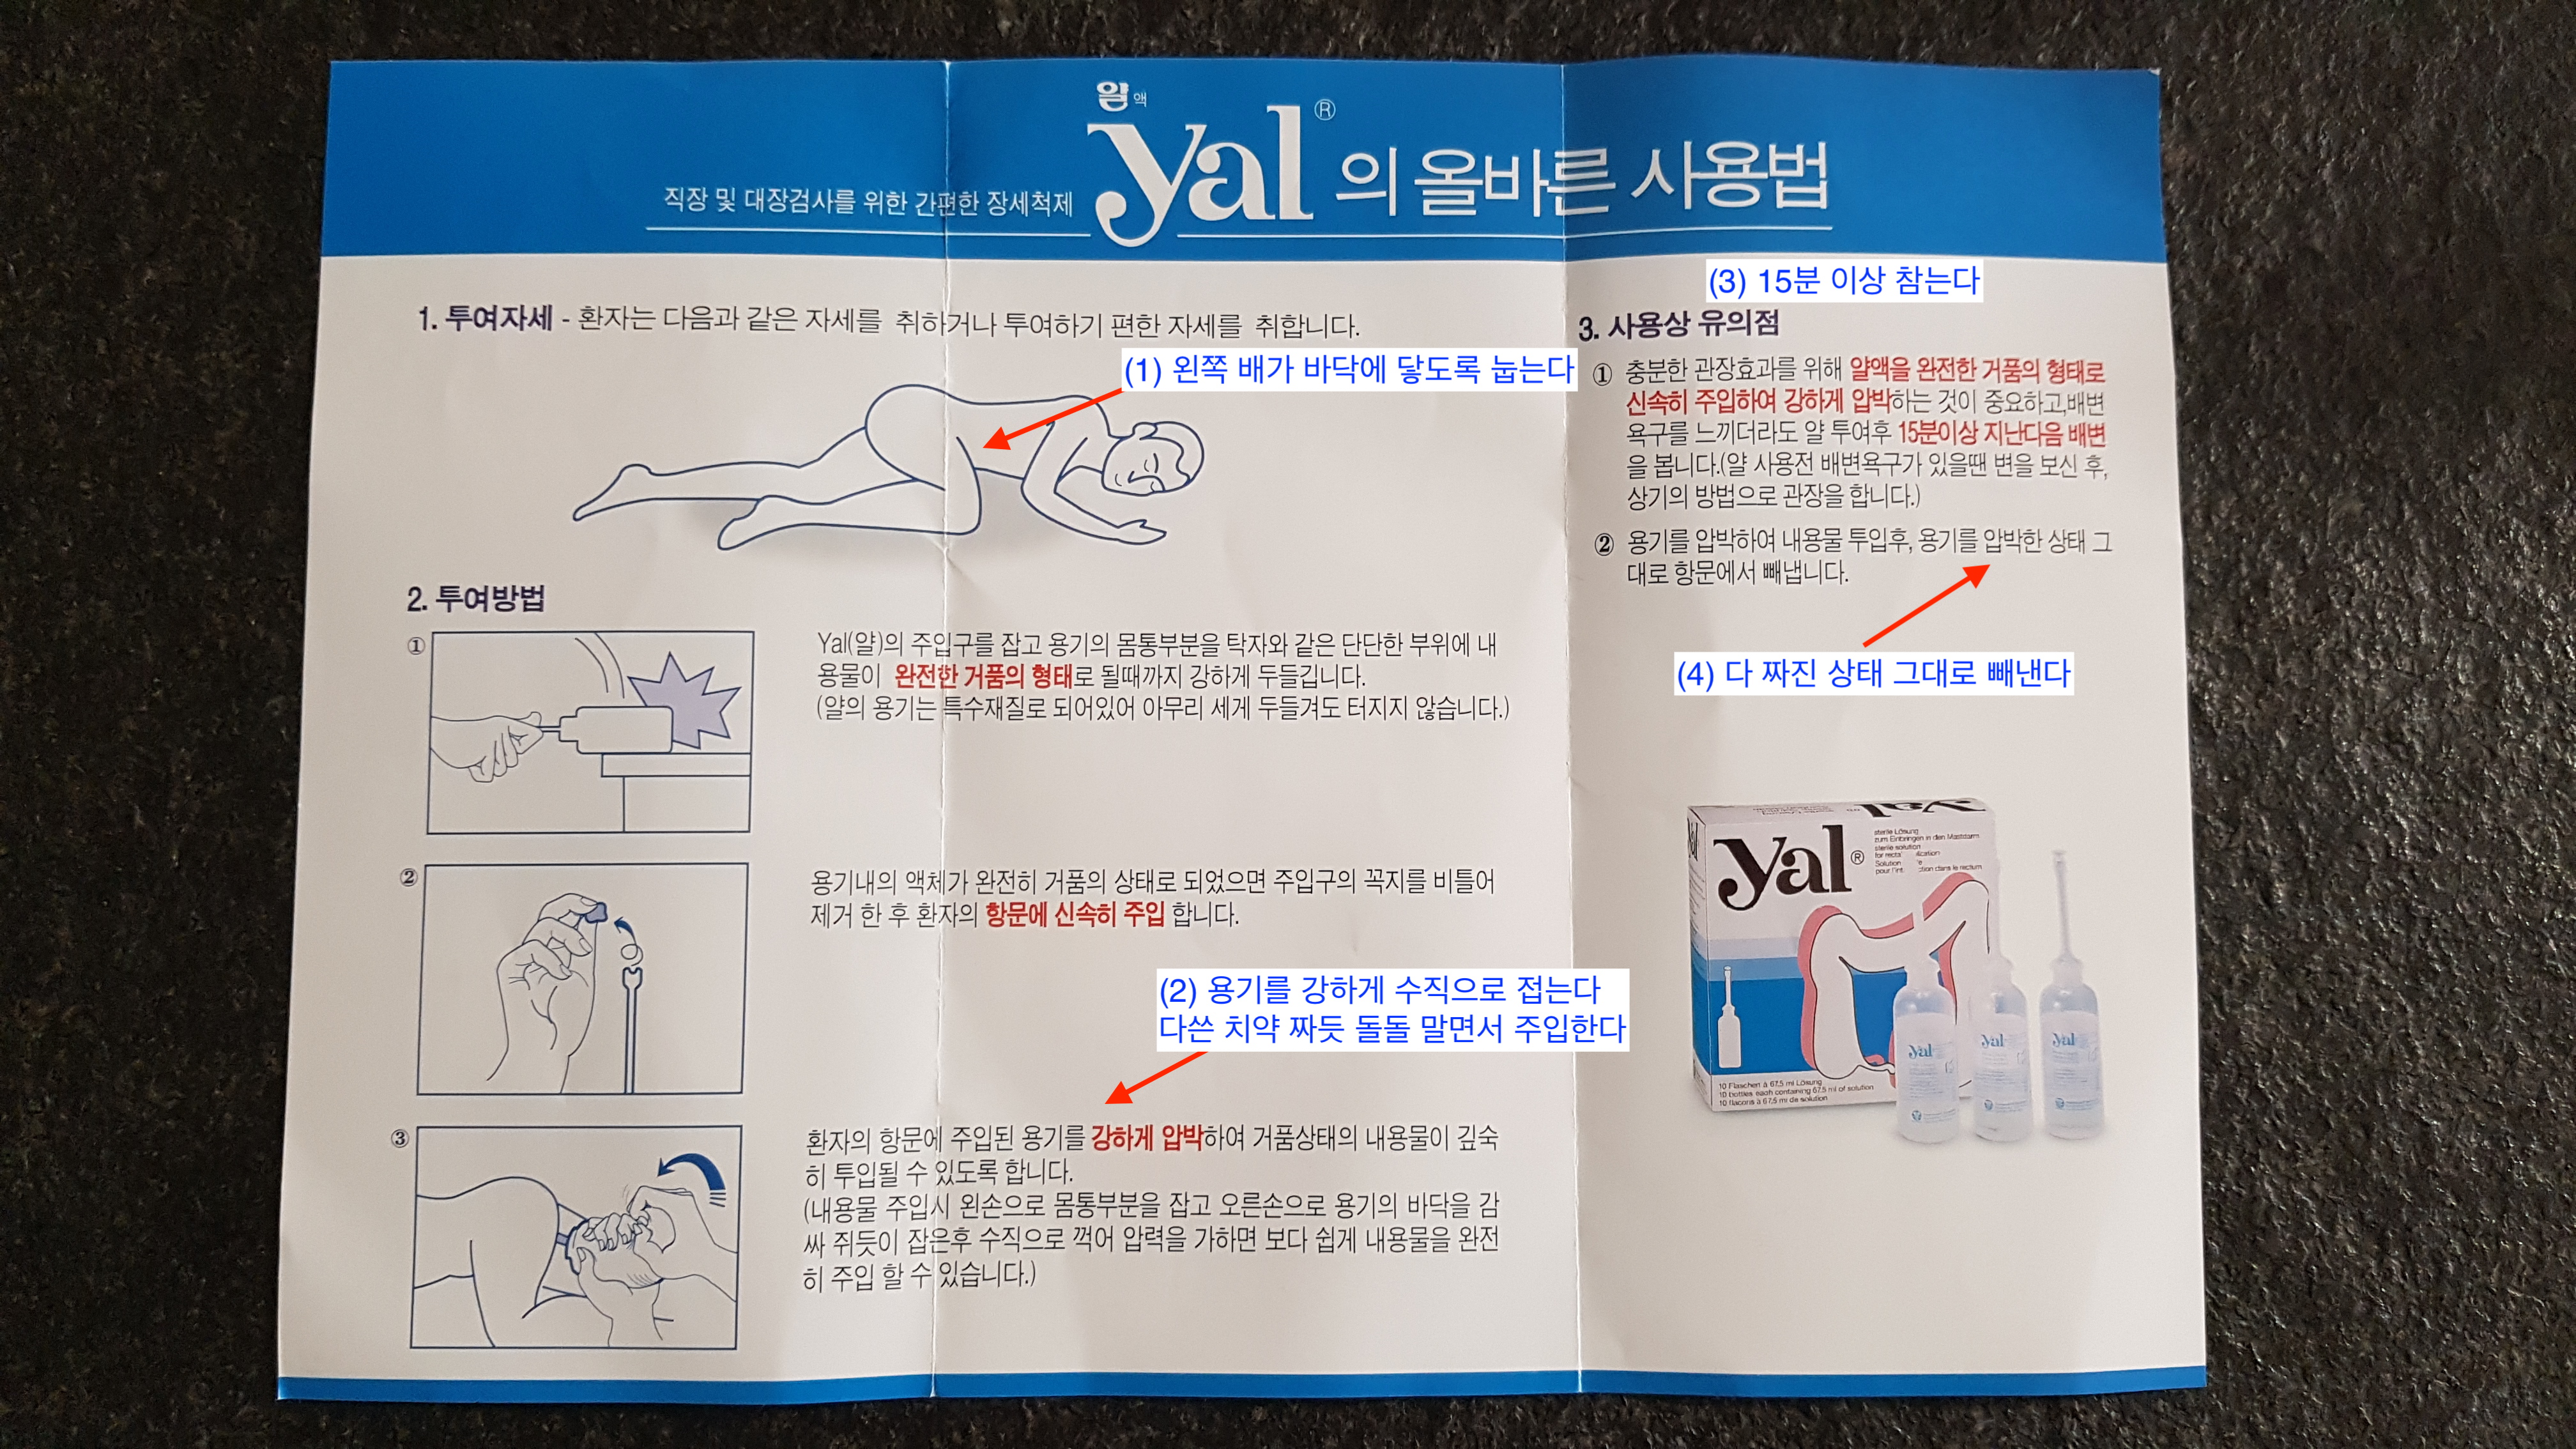 얄액
yal®의 올바른 사용법
직장 및 대장검사를 위한 간편한 장세척제
1. 투여자세 - 환자는 다음과 같은 자세를 취하거나 투여하기 편한 자세를 취합니다.
(1) 왼쪽 배가 바닥에 닿도록 눕는다
2. 투여방법
①
Yal(얄)의 주입구를 잡고 용기의 몸통부분을 탁자와 같은 단단한 부위에 내
용물이 완전한 거품의 형태로 될때까지 강하게 두들깁니다.
(얄의 용기는 특수재질로 되어있어 아무리 세게 두들겨도 터지지 않습니다.)
②
용기내의 액체가 완전히 거품의 상태로 되었으면 주입구의 꼭지를 비틀어
제거 한 후 환자의 항문에 신속히 주입 합니다.
(2) 용기를 강하게 수직으로 접는다
다쓴 치약 짜듯 돌돌 말면서 주입한다
③
환자의 항문에 주입된 용기를 강하게 압박하여 거품상태의 내용물이 깊숙
히 투입될 수 있도록 합니다.
(내용물 주입시 왼손으로 몸통부분을 잡고 오른손으로 용기의 바닥을 감
싸 쥐듯이 잡은후 수직으로 꺽어 압력을 가하면 보다 쉽게 내용물을 완전
히 주입 할 수 있습니다.)
(3) 15분 이상 참는다
3. 사용상 유의점
① 충분한 관장효과를 위해 얄액을 완전한 거품의 형태로
신속히 주입하여 강하게 압박하는 것이 중요하고,배변
욕구를 느끼더라도 얄 투여후 15분이상 지난다음 배변
을 봅니다.(얄 사용전 배변욕구가 있을땐 변을 보신 후,
상기의 방법으로 관장을 합니다.)
② 용기를 압박하여 내용물 투입후, 용기를 압박한 상태 그
대로 항문에서 빼냅니다.
(4) 다 짜진 상태 그대로 빼낸다
yal®
sterile Lösung
zum Einbringen in den Mastdarm
sterile solution
for recta
Solution
pour l'int
ction dans le rectum
10 Flaschen à 67,5 ml Lösung
10 bottles each containing 67.5 ml of solution
10 flacons à 67,5 ml de solution
yal
yal
yal